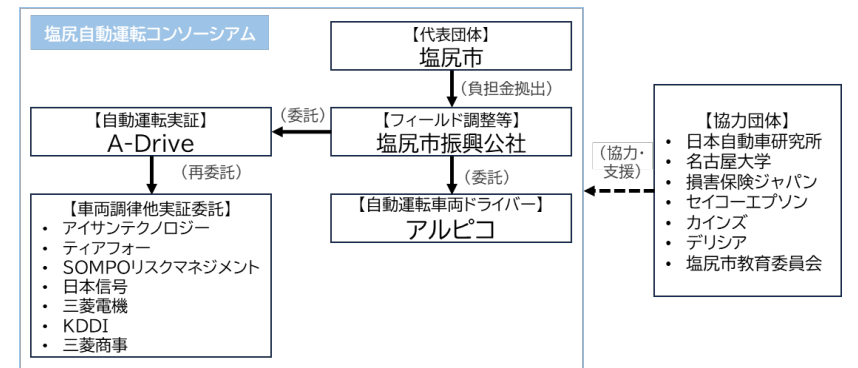 塩尻自動運転コンソーシアム
【代表団体】
塩尻市
(負担金拠出)
【自動運転実証】
A-Drive
(委託)
【フィールド調整等】
塩尻市振興公社
(再委託)
(委託)
【車両調律他実証委託】
• アイサンテクノロジー
• ティアフォー
• SOMPOリスクマネジメント
• 日本信号
• 三菱電機
• KDDI
• 三菱商事
【自動運転車両ドライバー】
アルピコ
(協力・
支援)
【協力団体】
• 日本自動車研究所
• 名古屋大学
• 損害保険ジャパン
• セイコーエプソン
• カインズ
• デリシア
• 塩尻市教育委員会